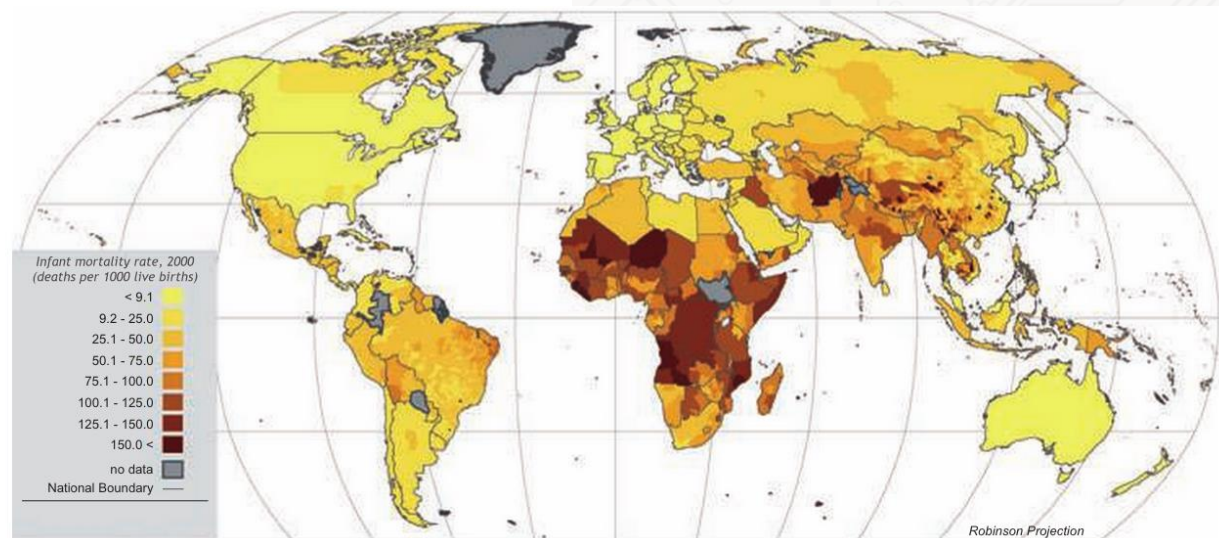 Infant mortality rate, 2000
(deaths per 1000 live births)
< 9.1
9.2 - 25.0
25.1 - 50.0
50.1 - 75.0
75.1 - 100.0
100.1 - 125.0
125.1 - 150.0
150.0 <
no data
National Boundary
Robinson Projection